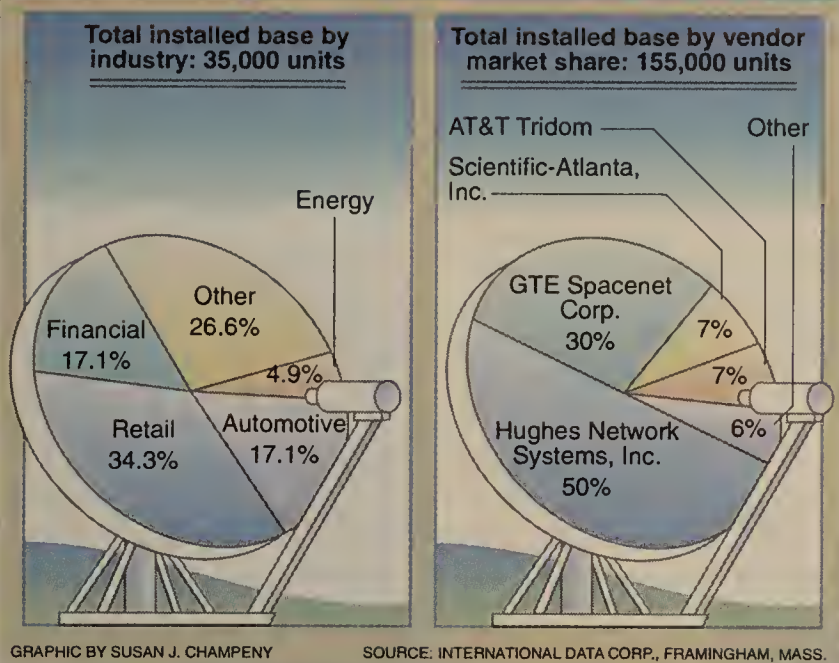 Total installed base by
industry: 35,000 units
Energy
Other
26.6%
Financial
17.1%
4.9%
Retail
34.3%
Automotive
17.1%
Total installed base by vendor
market share: 155,000 units
AT&T Tridom
Other
Scientific-Atlanta,
Inc.
GTE Spacenet
Corp.
30%
7%
7%
6%
Hughes Network
Systems, Inc.
50%
GRAPHIC BY SUSAN J. CHAMPENY
SOURCE: INTERNATIONAL DATA CORP., FRAMINGHAM, MASS.